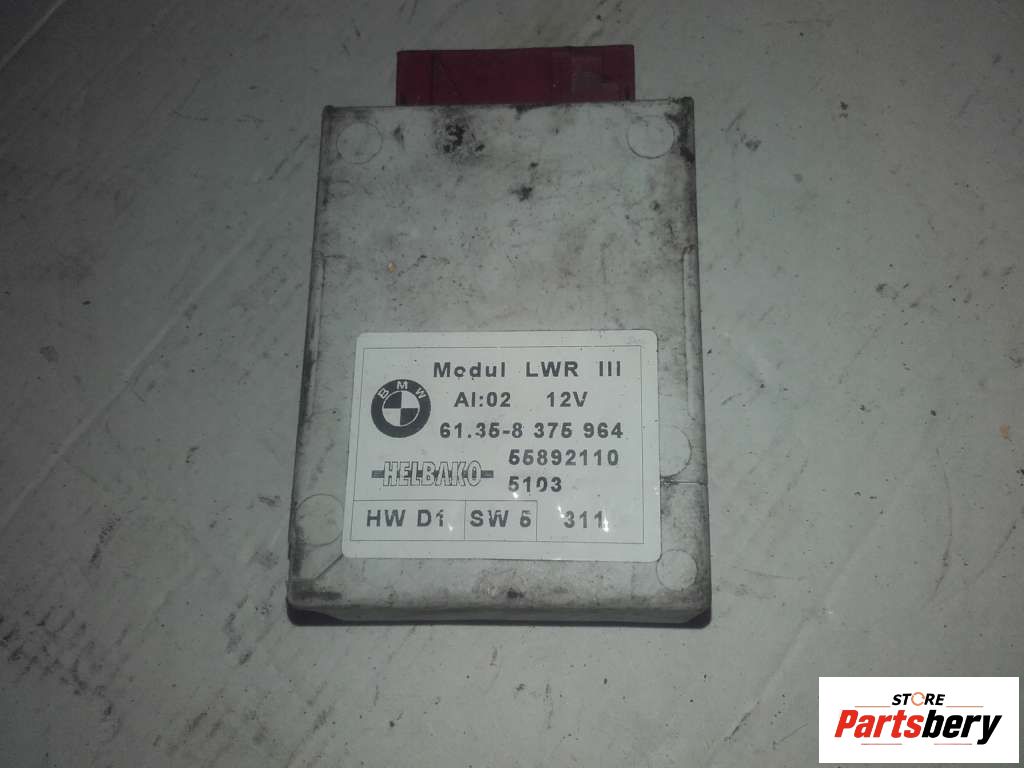 Modul LWR III
BMW
AI:02 12V
61.35-8 375 964
55892110
HELBAKO
5103
HW D1 SW 5 311
STORE
Partsbery